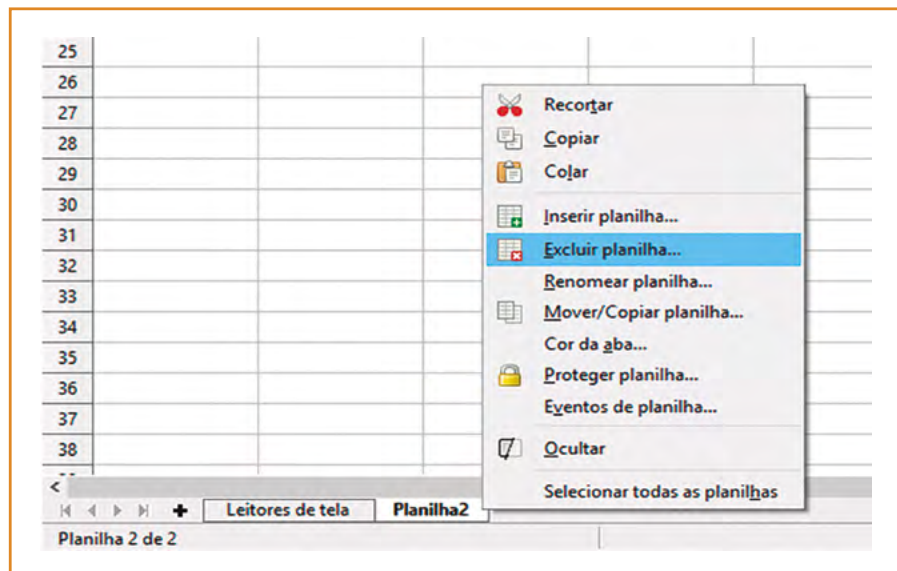 25
26
27
28
29
30
31
32
33
34
35
36
37
38
Recortar
Copiar
Colar
Inserir planilha...
Excluir planilha...
Renomear planilha...
Mover/Copiar planilha...
Cor da aba...
Proteger planilha...
Eventos de planilha...
Ocultar
Selecionar todas as planilhas
Leitores de tela Planilha2
Planilha 2 de 2